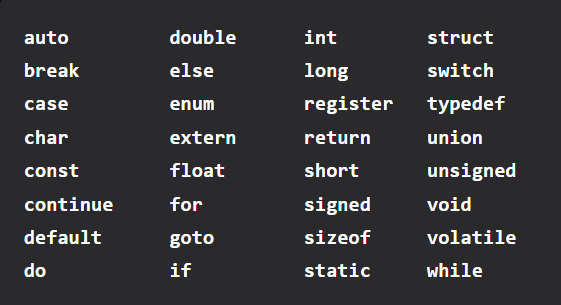 auto double int struct
break else long switch
case enum register typedef
char extern return union
const float short unsigned
continue for signed void
default goto sizeof volatile
do if static while